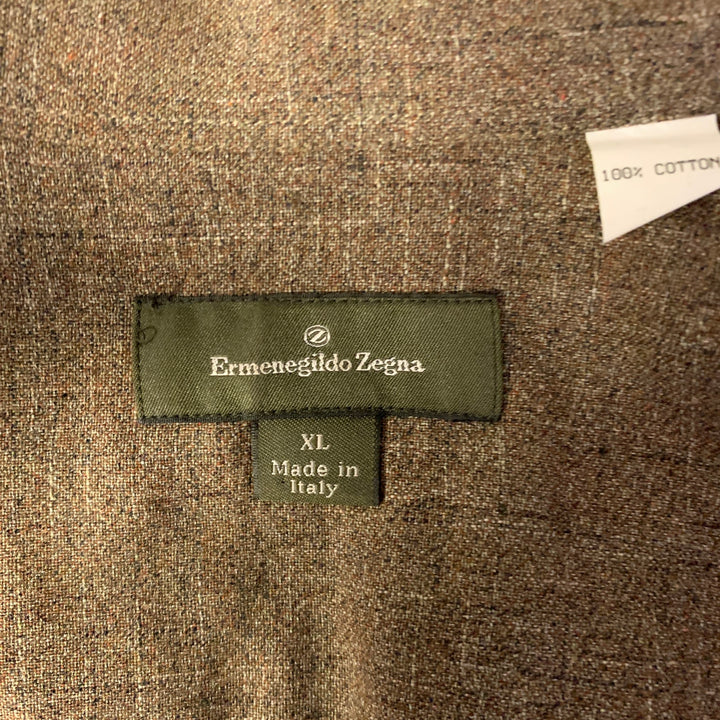 100% COTTON
Ermenegildo Zegna
XL
Made in
Italy